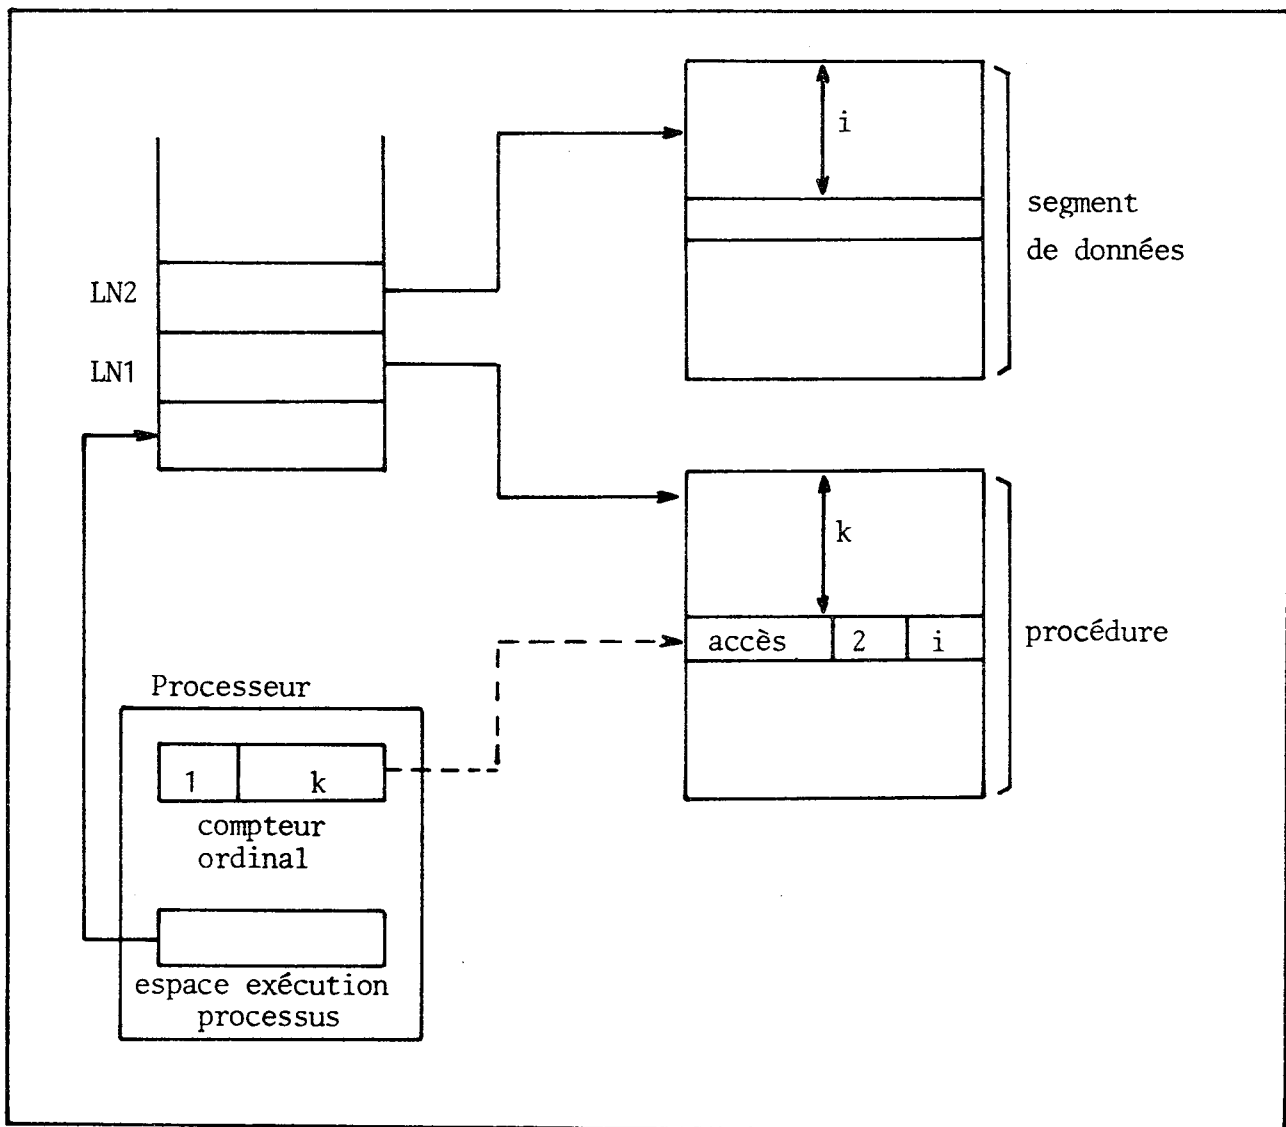 i
segment
de données
LN2
LN1
k
accès 2 i
procédure
Processeur
1 k
compteur
ordinal
espace exécution
processus